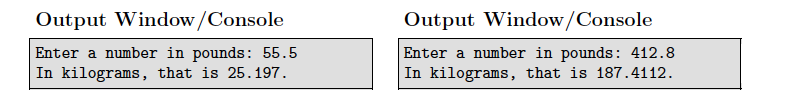 Output Window/Console
Enter a number in pounds: 55.5
In kilograms, that is 25.197.
Output Window/Console
Enter a number in pounds: 412.8
In kilograms, that is 187.4112.